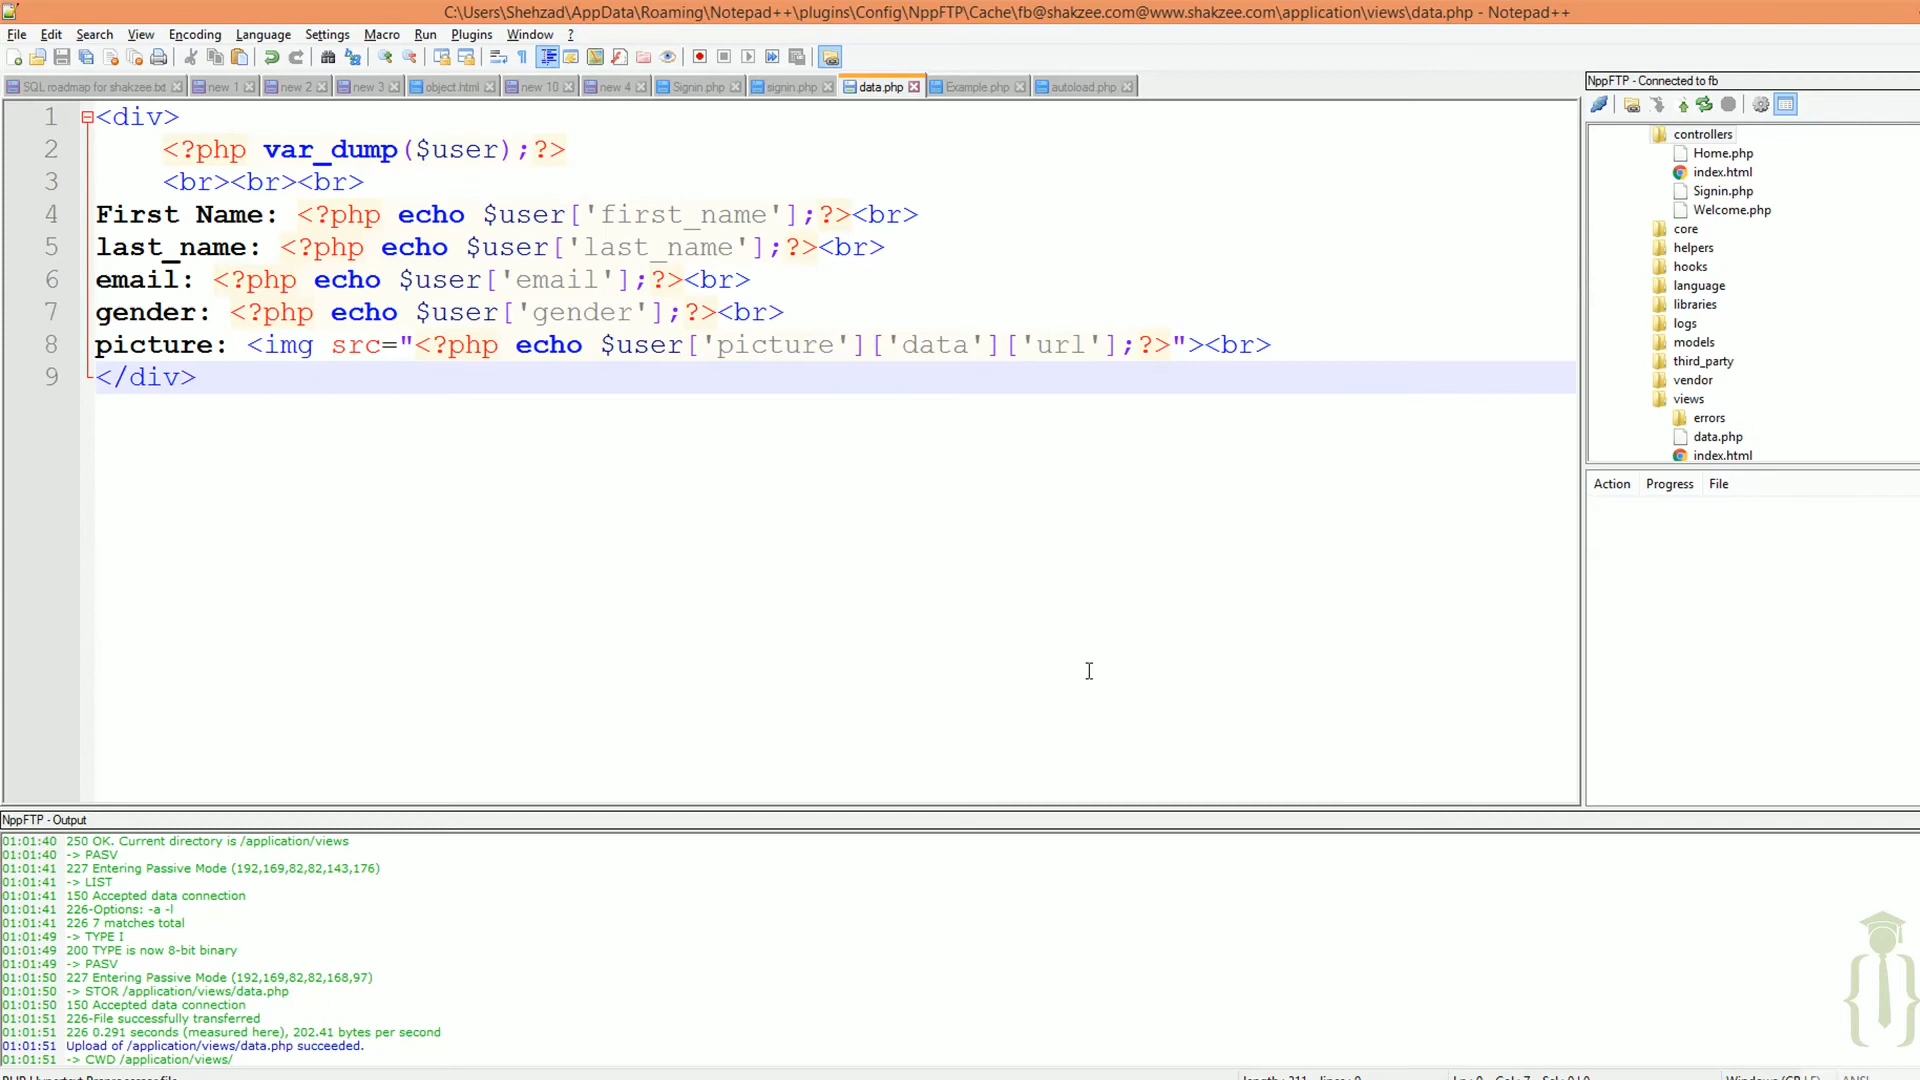 C:\Users\Shehzad\AppData\Roaming\Notepad++\plugins\Config\NppFTP\Cache\fb@shakzee.com@www.shakzee.com\application\views\data.php - Notepad++
File Edit Search View Encoding Language Settings Macro Run Plugins Window ?
SQL roadmap for shakzee.txt new 1 new 2 new 3 object.html new 10 new 4 Signin.php signin.php data.php Example.php autoload.php
1 <div>
2 <?php var_dump($user);?>
3 <br><br><br>
4 First Name: <?php echo $user['first_name'];?><br>
5 last_name: <?php echo $user['last_name'];?><br>
6 email: <?php echo $user['email'];?><br>
7 gender: <?php echo $user['gender'];?><br>
8 picture: <img src="<?php echo $user['picture']['data']['url'];?>"><br>
9 </div>
NppFTP - Connected to fb
controllers
Home.php
index.html
Signin.php
Welcome.php
core
helpers
hooks
language
libraries
logs
models
third_party
vendor
views
errors
data.php
index.html
Action Progress File
NppFTP - Output
01:01:40 250 OK. Current directory is /application/views
01:01:40 -> PASV
01:01:41 227 Entering Passive Mode (192,169,82,82,143,176)
01:01:41 -> LIST
01:01:41 150 Accepted data connection
01:01:41 226-Options: -a -l
01:01:41 226 7 matches total
01:01:49 -> TYPE I
01:01:49 200 TYPE is now 8-bit binary
01:01:49 -> PASV
01:01:50 227 Entering Passive Mode (192,169,82,82,168,97)
01:01:50 -> STOR /application/views/data.php
01:01:50 150 Accepted data connection
01:01:51 226-File successfully transferred
01:01:51 226 0.291 seconds (measured here), 202.41 bytes per second
01:01:51 Upload of /application/views/data.php succeeded.
01:01:51 -> CWD /application/views/